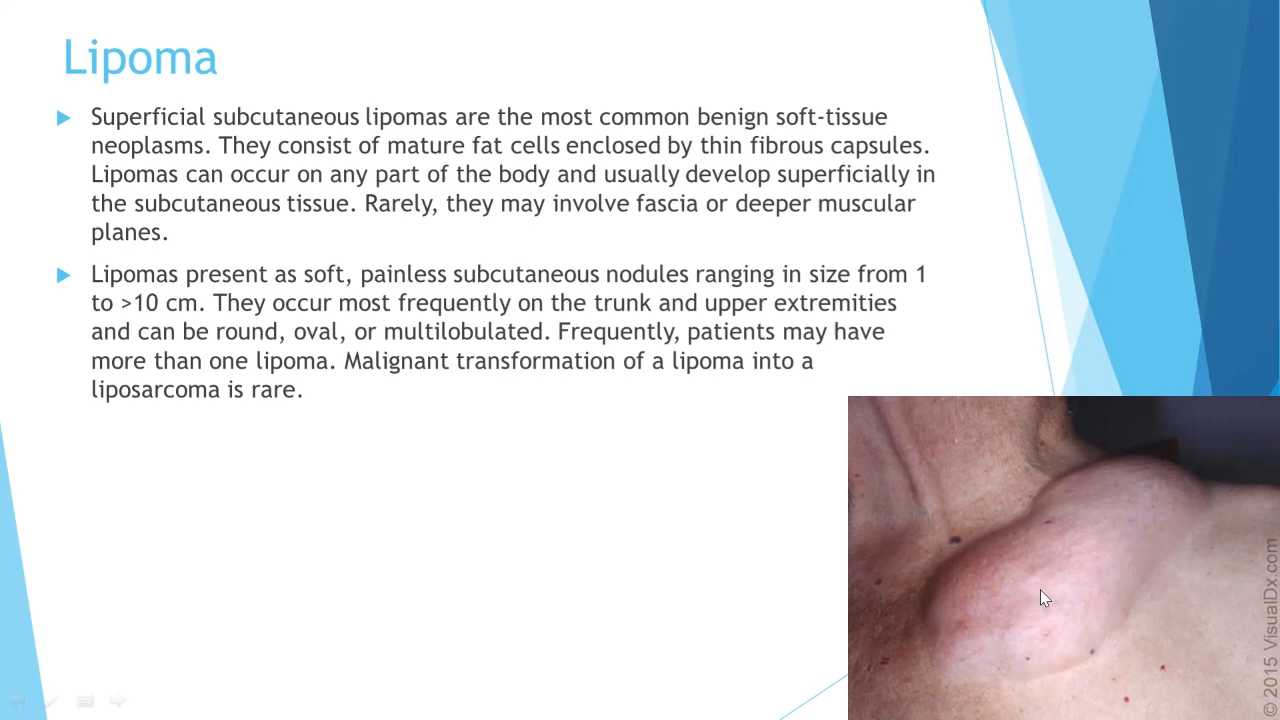 Lipoma
Superficial subcutaneous lipomas are the most common benign soft-tissue
neoplasms. They consist of mature fat cells enclosed by thin fibrous capsules.
Lipomas can occur on any part of the body and usually develop superficially in
the subcutaneous tissue. Rarely, they may involve fascia or deeper muscular
planes.
Lipomas present as soft, painless subcutaneous nodules ranging in size from 1
to >10 cm. They occur most frequently on the trunk and upper extremities
and can be round, oval, or multilobulated. Frequently, patients may have
more than one lipoma. Malignant transformation of a lipoma into a
liposarcoma is rare.
© 2015 VisualDx.com